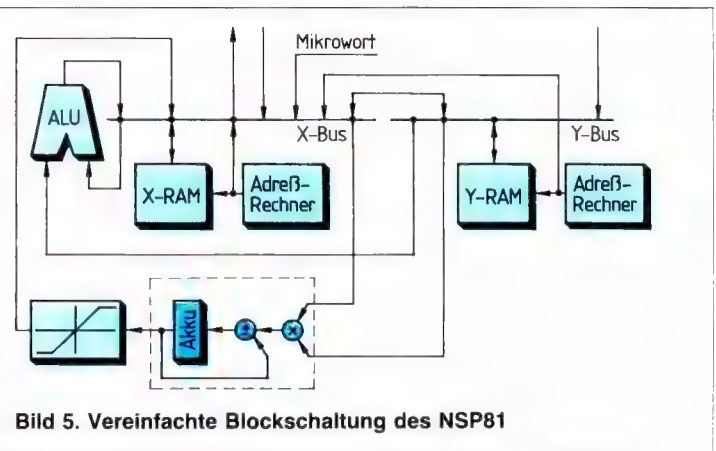 Mikrowort
ALU
X-Bus
Y-Bus
X-RAM
Adreß-
Rechner
Y-RAM
Adreß-
Rechner
Akku
+
×
Bild 5. Vereinfachte Blockschaltung des NSP81